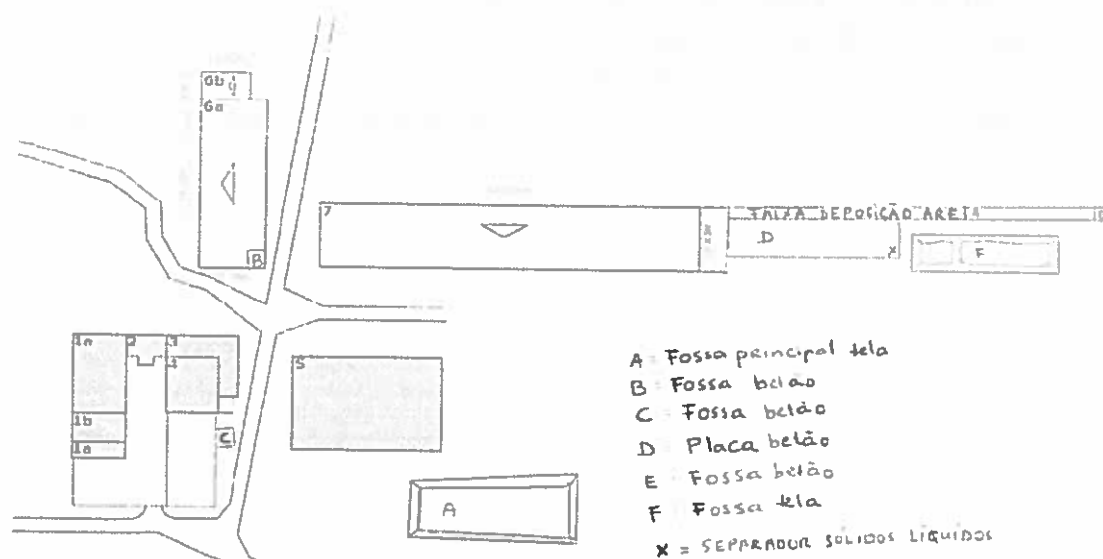 6b
6a
B
7
FAIXA DEPOSIÇÃO AREIA
D
x
F
1a
2
3
4
5
1b
1a
C
A
A = Fossa principal tela
B = Fossa betão
C = Fossa betão
D Placa betão
E Fossa betão
F Fossa tela
x = SEPARADOR SOLIDOS LIQUIDOS